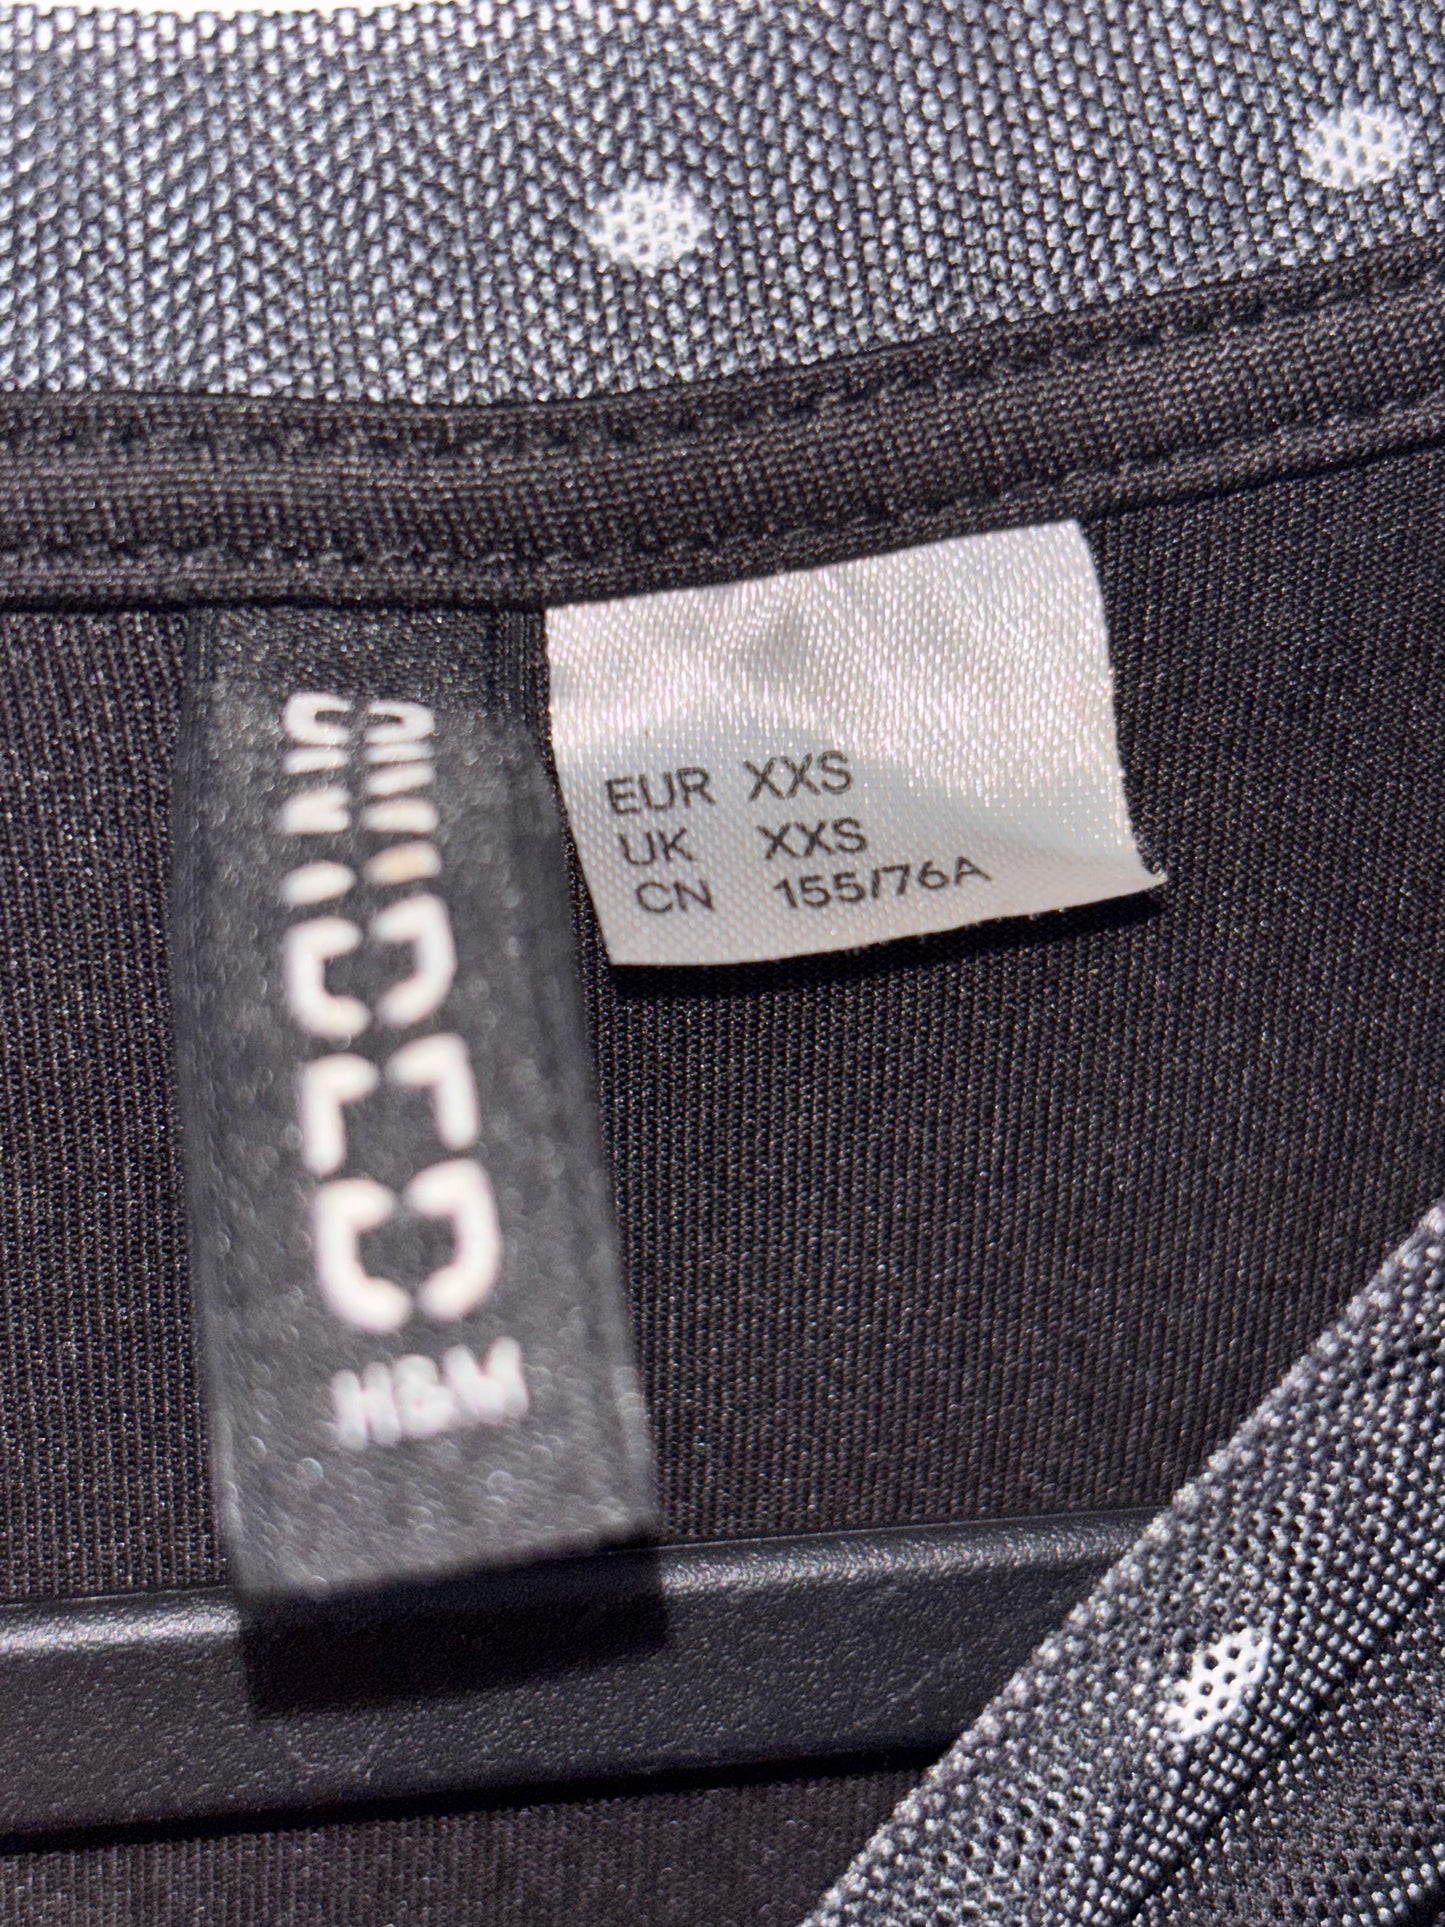 DIVIDED
H&M
EUR XXS
UK XXS
CN 155/76A